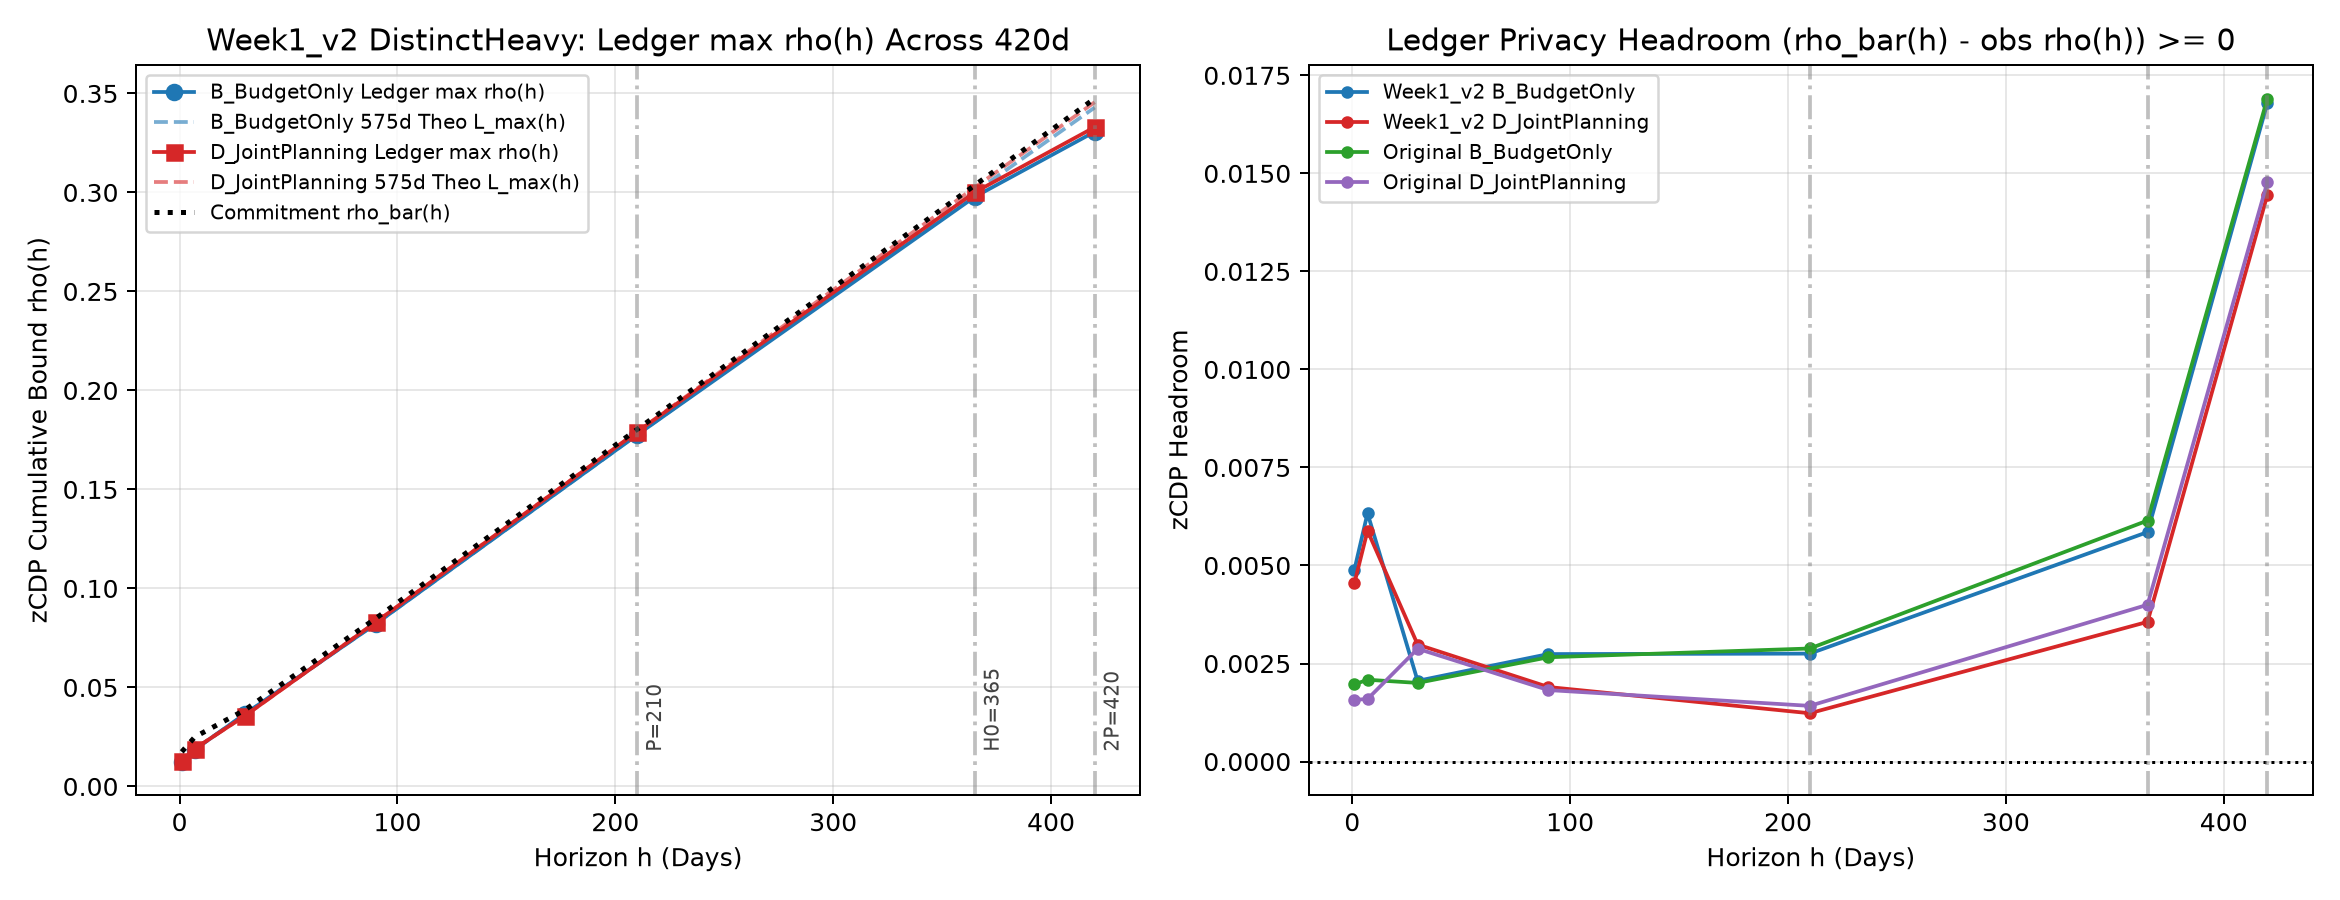 Week1_v2 DistinctHeavy: Ledger max rho(h) Across 420d
zCDP Cumulative Bound rho(h)
0.35
0.30
0.25
0.20
0.15
0.10
0.05
0.00
B_BudgetOnly Ledger max rho(h)
B_BudgetOnly 575d Theo L_max(h)
D_JointPlanning Ledger max rho(h)
D_JointPlanning 575d Theo L_max(h)
Commitment rho_bar(h)
P=210
H0=365
2P=420
0
100
200
300
400
Horizon h (Days)
Ledger Privacy Headroom (rho_bar(h) - obs rho(h)) >= 0
zCDP Headroom
0.0175
0.0150
0.0125
0.0100
0.0075
0.0050
0.0025
0.0000
Week1_v2 B_BudgetOnly
Week1_v2 D_JointPlanning
Original B_BudgetOnly
Original D_JointPlanning
0
100
200
300
400
Horizon h (Days)